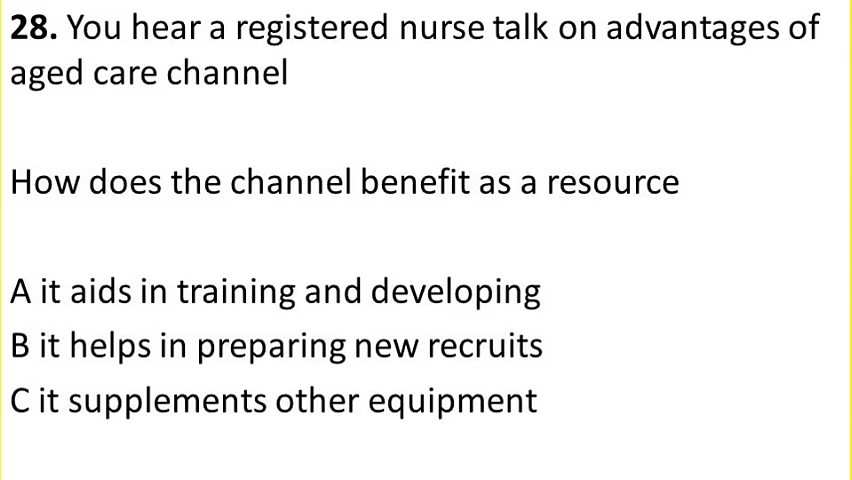 28. You hear a registered nurse talk on advantages of
aged care channel
How does the channel benefit as a resource
A it aids in training and developing
B it helps in preparing new recruits
C it supplements other equipment